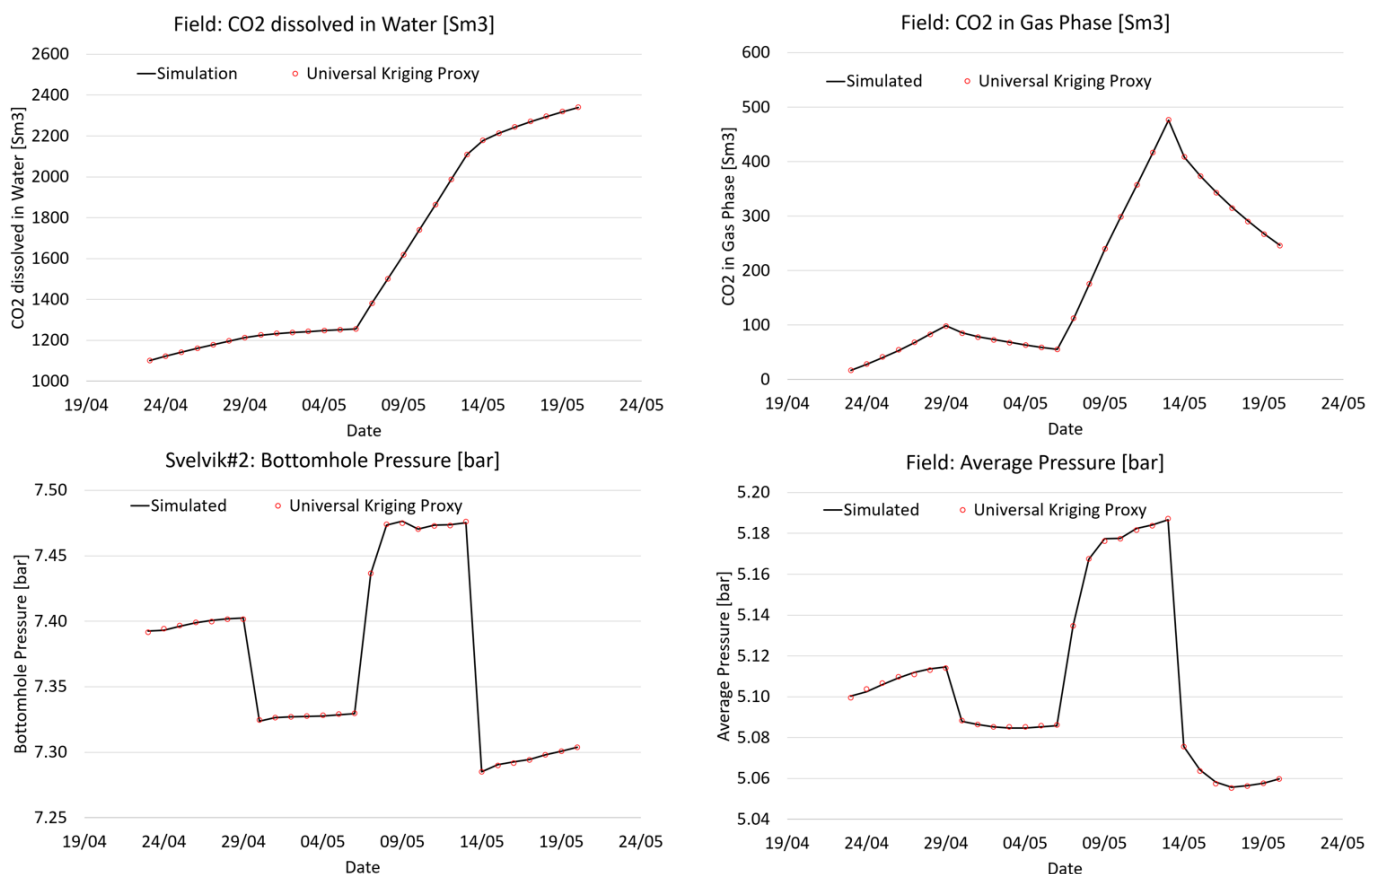 Field: CO2 dissolved in Water [Sm3]
Simulation
Universal Kriging Proxy
CO2 dissolved in Water [Sm3]
2600
2400
2200
2000
1800
1600
1400
1200
1000
19/04 24/04 29/04 04/05 09/05 14/05 19/05 24/05
Date
Field: CO2 in Gas Phase [Sm3]
Simulated
Universal Kriging Proxy
CO2 in Gas Phase [Sm3]
600
500
400
300
200
100
0
19/04 24/04 29/04 04/05 09/05 14/05 19/05 24/05
Date
Svelvik#2: Bottomhole Pressure [bar]
Simulated
Universal Kriging Proxy
Bottomhole Pressure [bar]
7.50
7.45
7.40
7.35
7.30
7.25
19/04 24/04 29/04 04/05 09/05 14/05 19/05 24/05
Date
Field: Average Pressure [bar]
Simulated
Universal Kriging Proxy
Average Pressure [bar]
5.20
5.18
5.16
5.14
5.12
5.10
5.08
5.06
5.04
19/04 24/04 29/04 04/05 09/05 14/05 19/05 24/05
Date